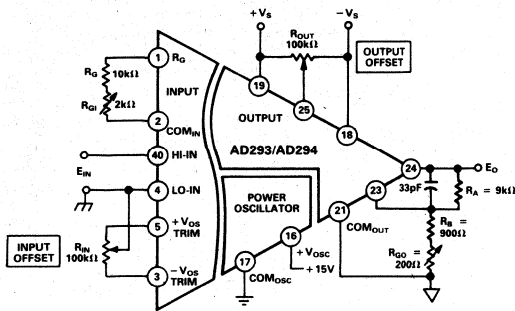 +VS
−VS
ROUT
100kΩ
OUTPUT
OFFSET
1
RG
RG
10kΩ
RGI
2kΩ
INPUT
2
COMIN
19
25
18
OUTPUT
AD293/AD294
40
HI-IN
EIN
4
LO-IN
24
EO
23
33pF
RA = 9kΩ
POWER
OSCILLATOR
21
COMOUT
RB =
900Ω
5
+VOS
TRIM
INPUT
OFFSET
RIN
100kΩ
16
+VOSC
+15V
RGO =
200Ω
3
−VOS
TRIM
17
COMOSC